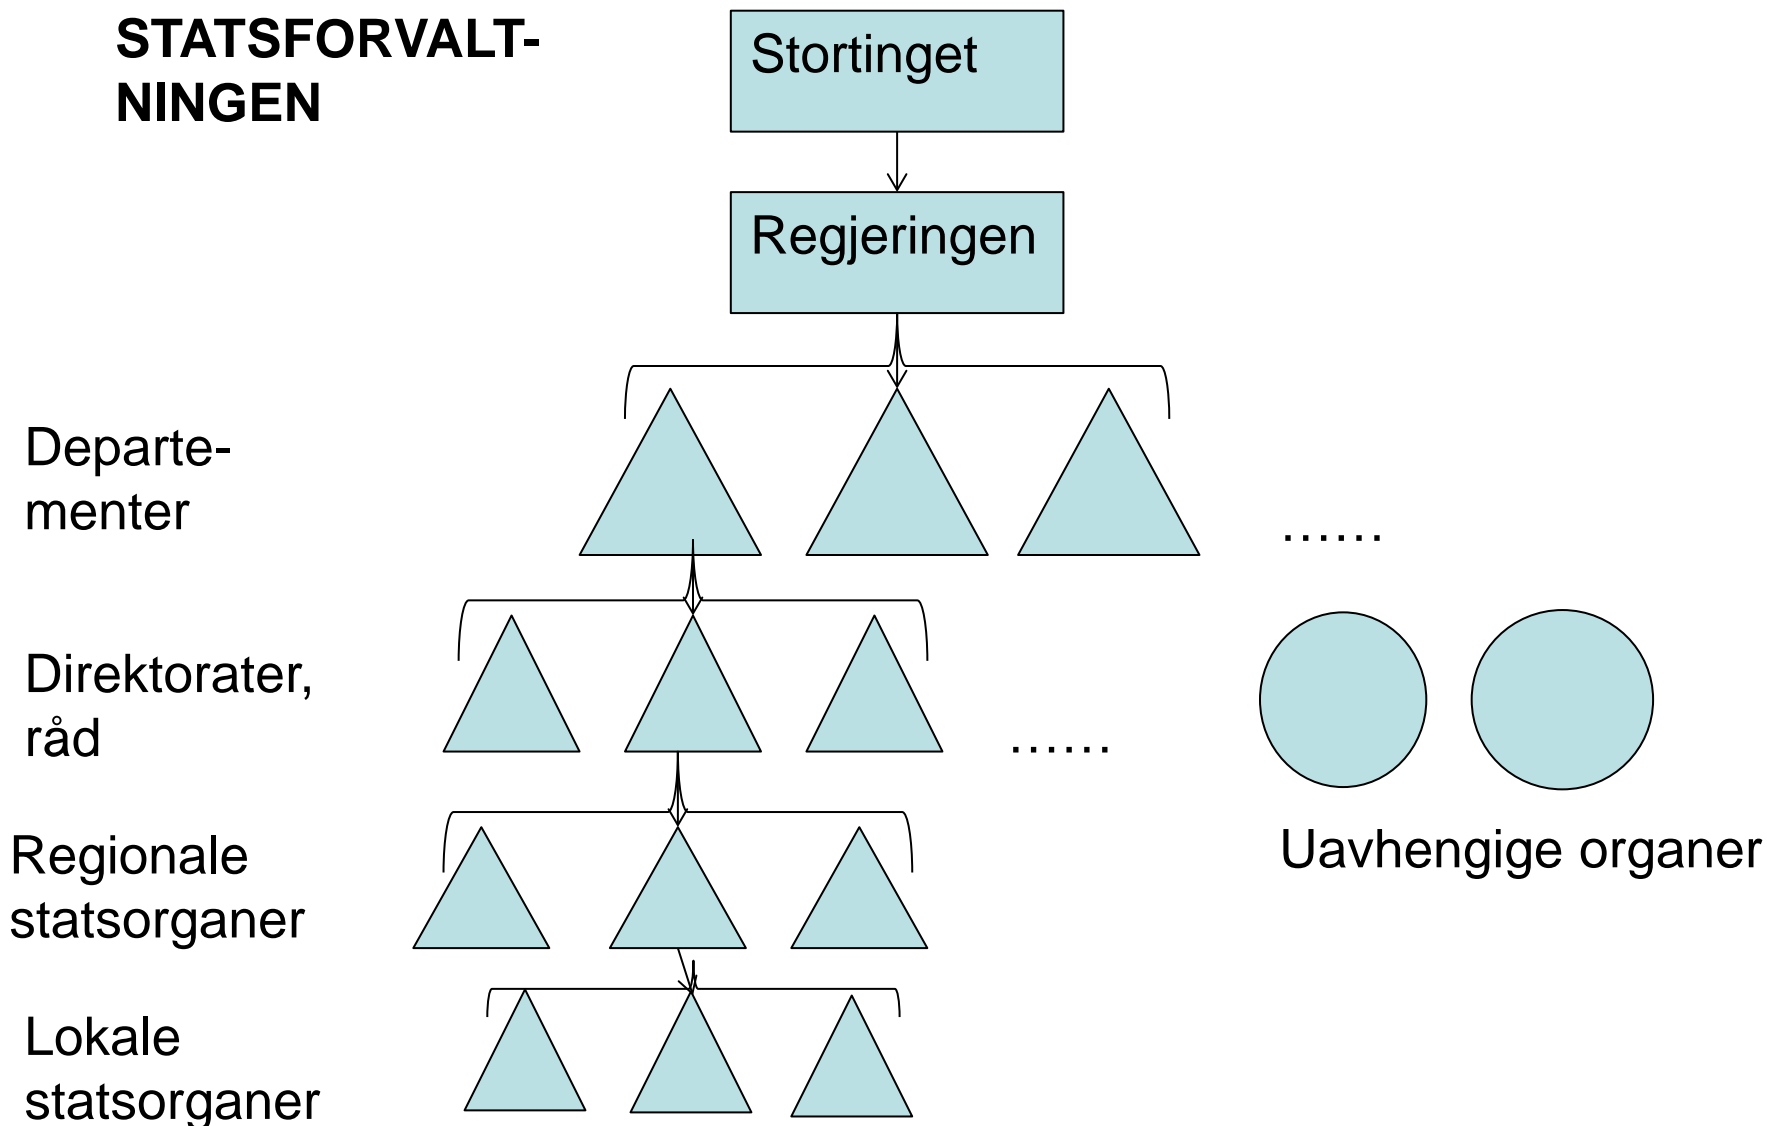 STATSFORVALT-
NINGEN
Stortinget
Regjeringen
Departe-
menter
……
Direktorater,
råd
……
Uavhengige organer
Regionale
statsorganer
Lokale
statsorganer